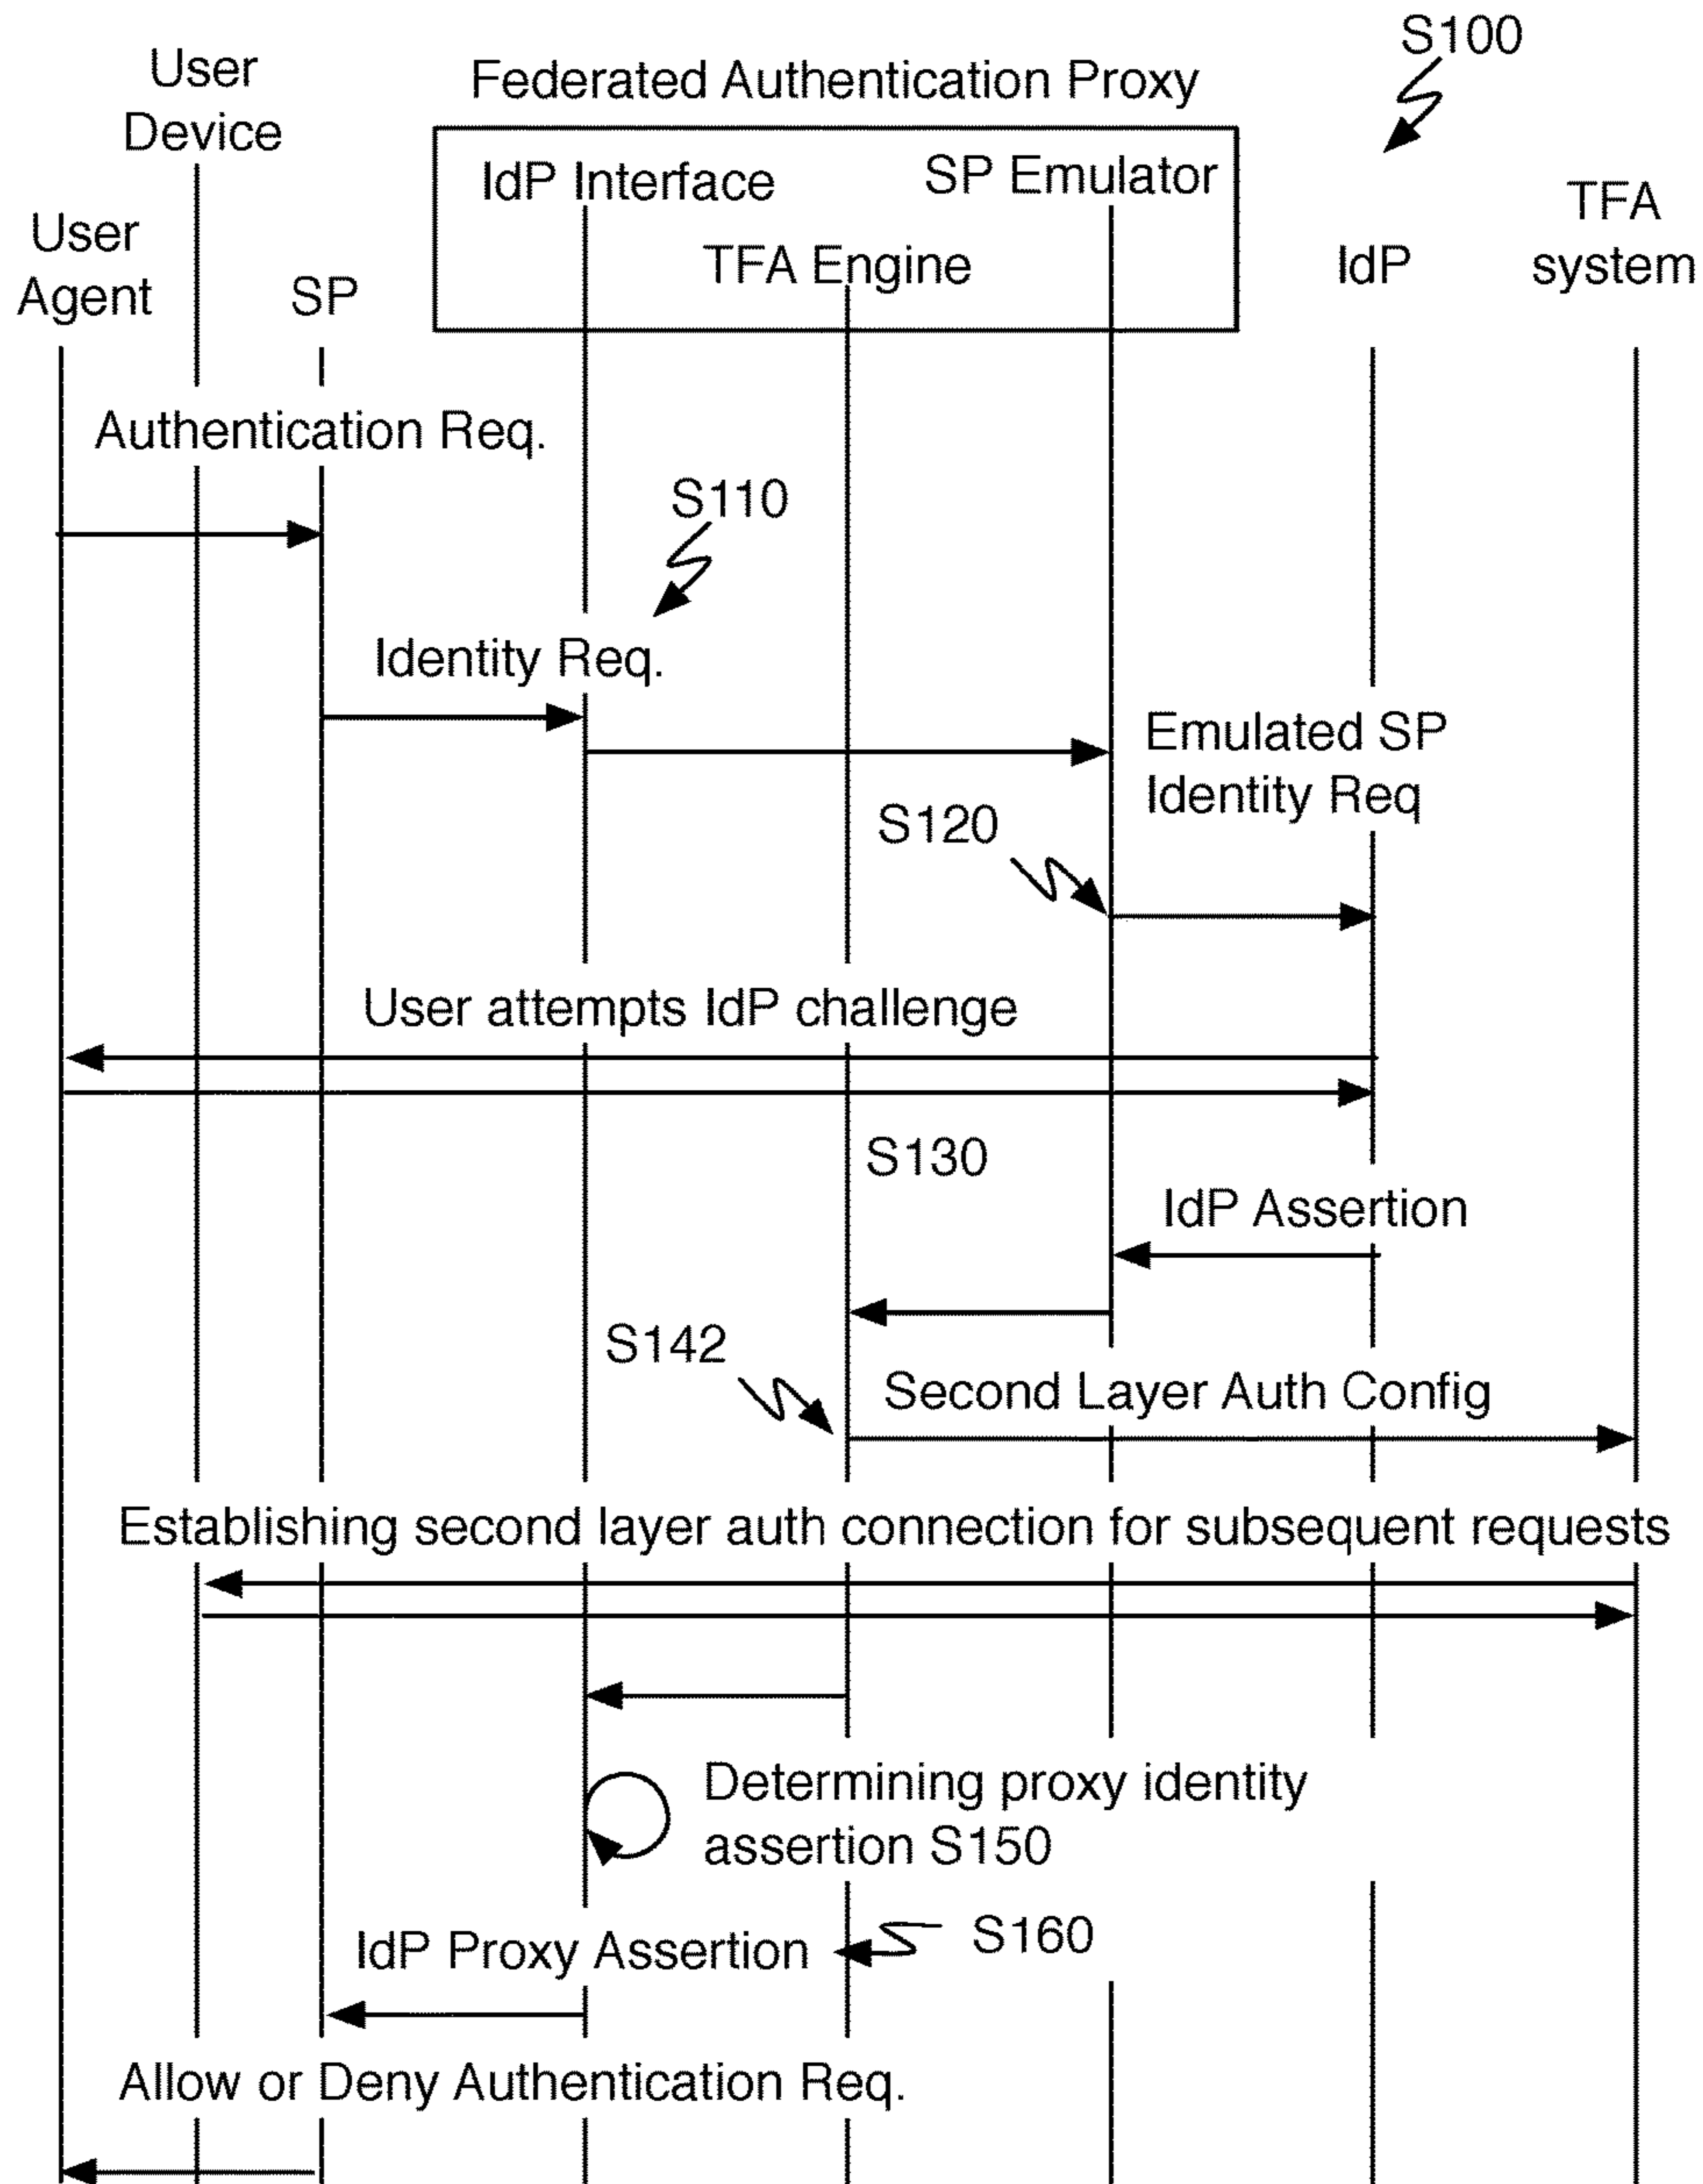 S100
User
Device
Federated Authentication Proxy
IdP Interface
SP Emulator
TFA
system
User
Agent
SP
TFA Engine
IdP
Authentication Req.
S110
Identity Req.
Emulated SP
Identity Req
S120
User attempts IdP challenge
S130
IdP Assertion
S142
Second Layer Auth Config
Establishing second layer auth connection for subsequent requests
Determining proxy identity
assertion S150
IdP Proxy Assertion
S160
Allow or Deny Authentication Req.